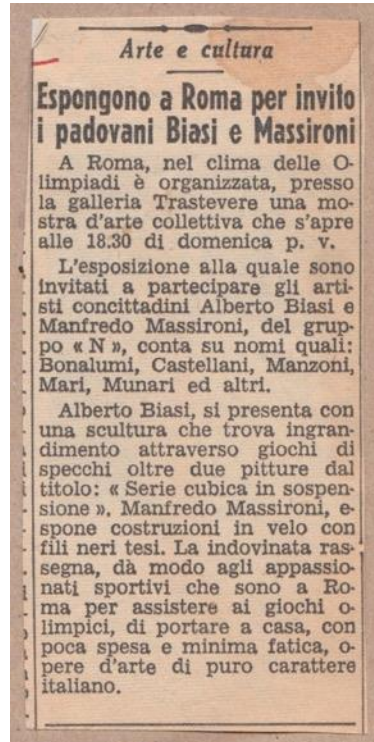 Arte e cultura
Espongono a Roma per invito
i padovani Biasi e Massironi
A Roma, nel clima delle O-
limpiadi è organizzata, presso
la galleria Trastevere una mo-
stra d'arte collettiva che s'apre
alle 18.30 di domenica p. v.
L'esposizione alla quale sono
invitati a partecipare gli arti-
sti concittadini Alberto Biasi e
Manfredo Massironi, del grup-
po « N », conta su nomi quali:
Bonalumi, Castellani, Manzoni,
Mari, Munari ed altri.
Alberto Biasi, si presenta con
una scultura che trova ingran-
dimento attraverso giochi di
specchi oltre due pitture dal
titolo: « Serie cubica in sospen-
sione ». Manfredo Massironi, e-
spone costruzioni in velo con
fili neri tesi. La indovinata ras-
segna, dà modo agli appassio-
nati sportivi che sono a Ro-
ma per assistere ai giochi o-
limpici, di portare a casa, con
poca spesa e minima fatica, o-
pere d'arte di puro carattere
italiano.